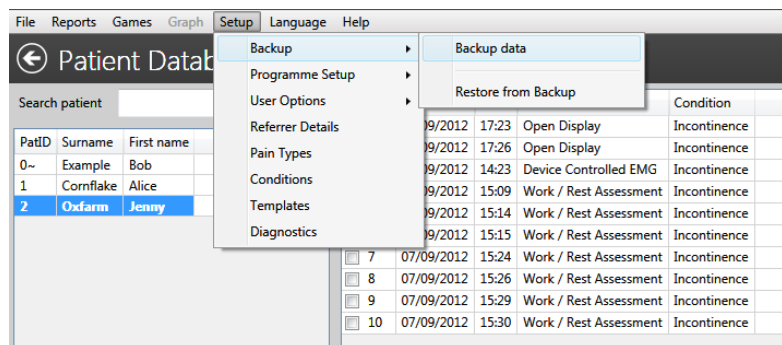 File Reports Games Graph Setup Language Help
Patient Datab
Backup
Programme Setup
User Options
Referrer Details
Pain Types
Conditions
Templates
Diagnostics
Backup data
Restore from Backup
Search patient
PatID Surname First name
0~ Example Bob
1 Cornflake Alice
2 Oxfarm Jenny
Condition
09/2012 17:23 Open Display Incontinence
09/2012 17:26 Open Display Incontinence
09/2012 14:23 Device Controlled EMG Incontinence
09/2012 15:09 Work / Rest Assessment Incontinence
09/2012 15:14 Work / Rest Assessment Incontinence
09/2012 15:15 Work / Rest Assessment Incontinence
7 07/09/2012 15:24 Work / Rest Assessment Incontinence
8 07/09/2012 15:26 Work / Rest Assessment Incontinence
9 07/09/2012 15:29 Work / Rest Assessment Incontinence
10 07/09/2012 15:30 Work / Rest Assessment Incontinence